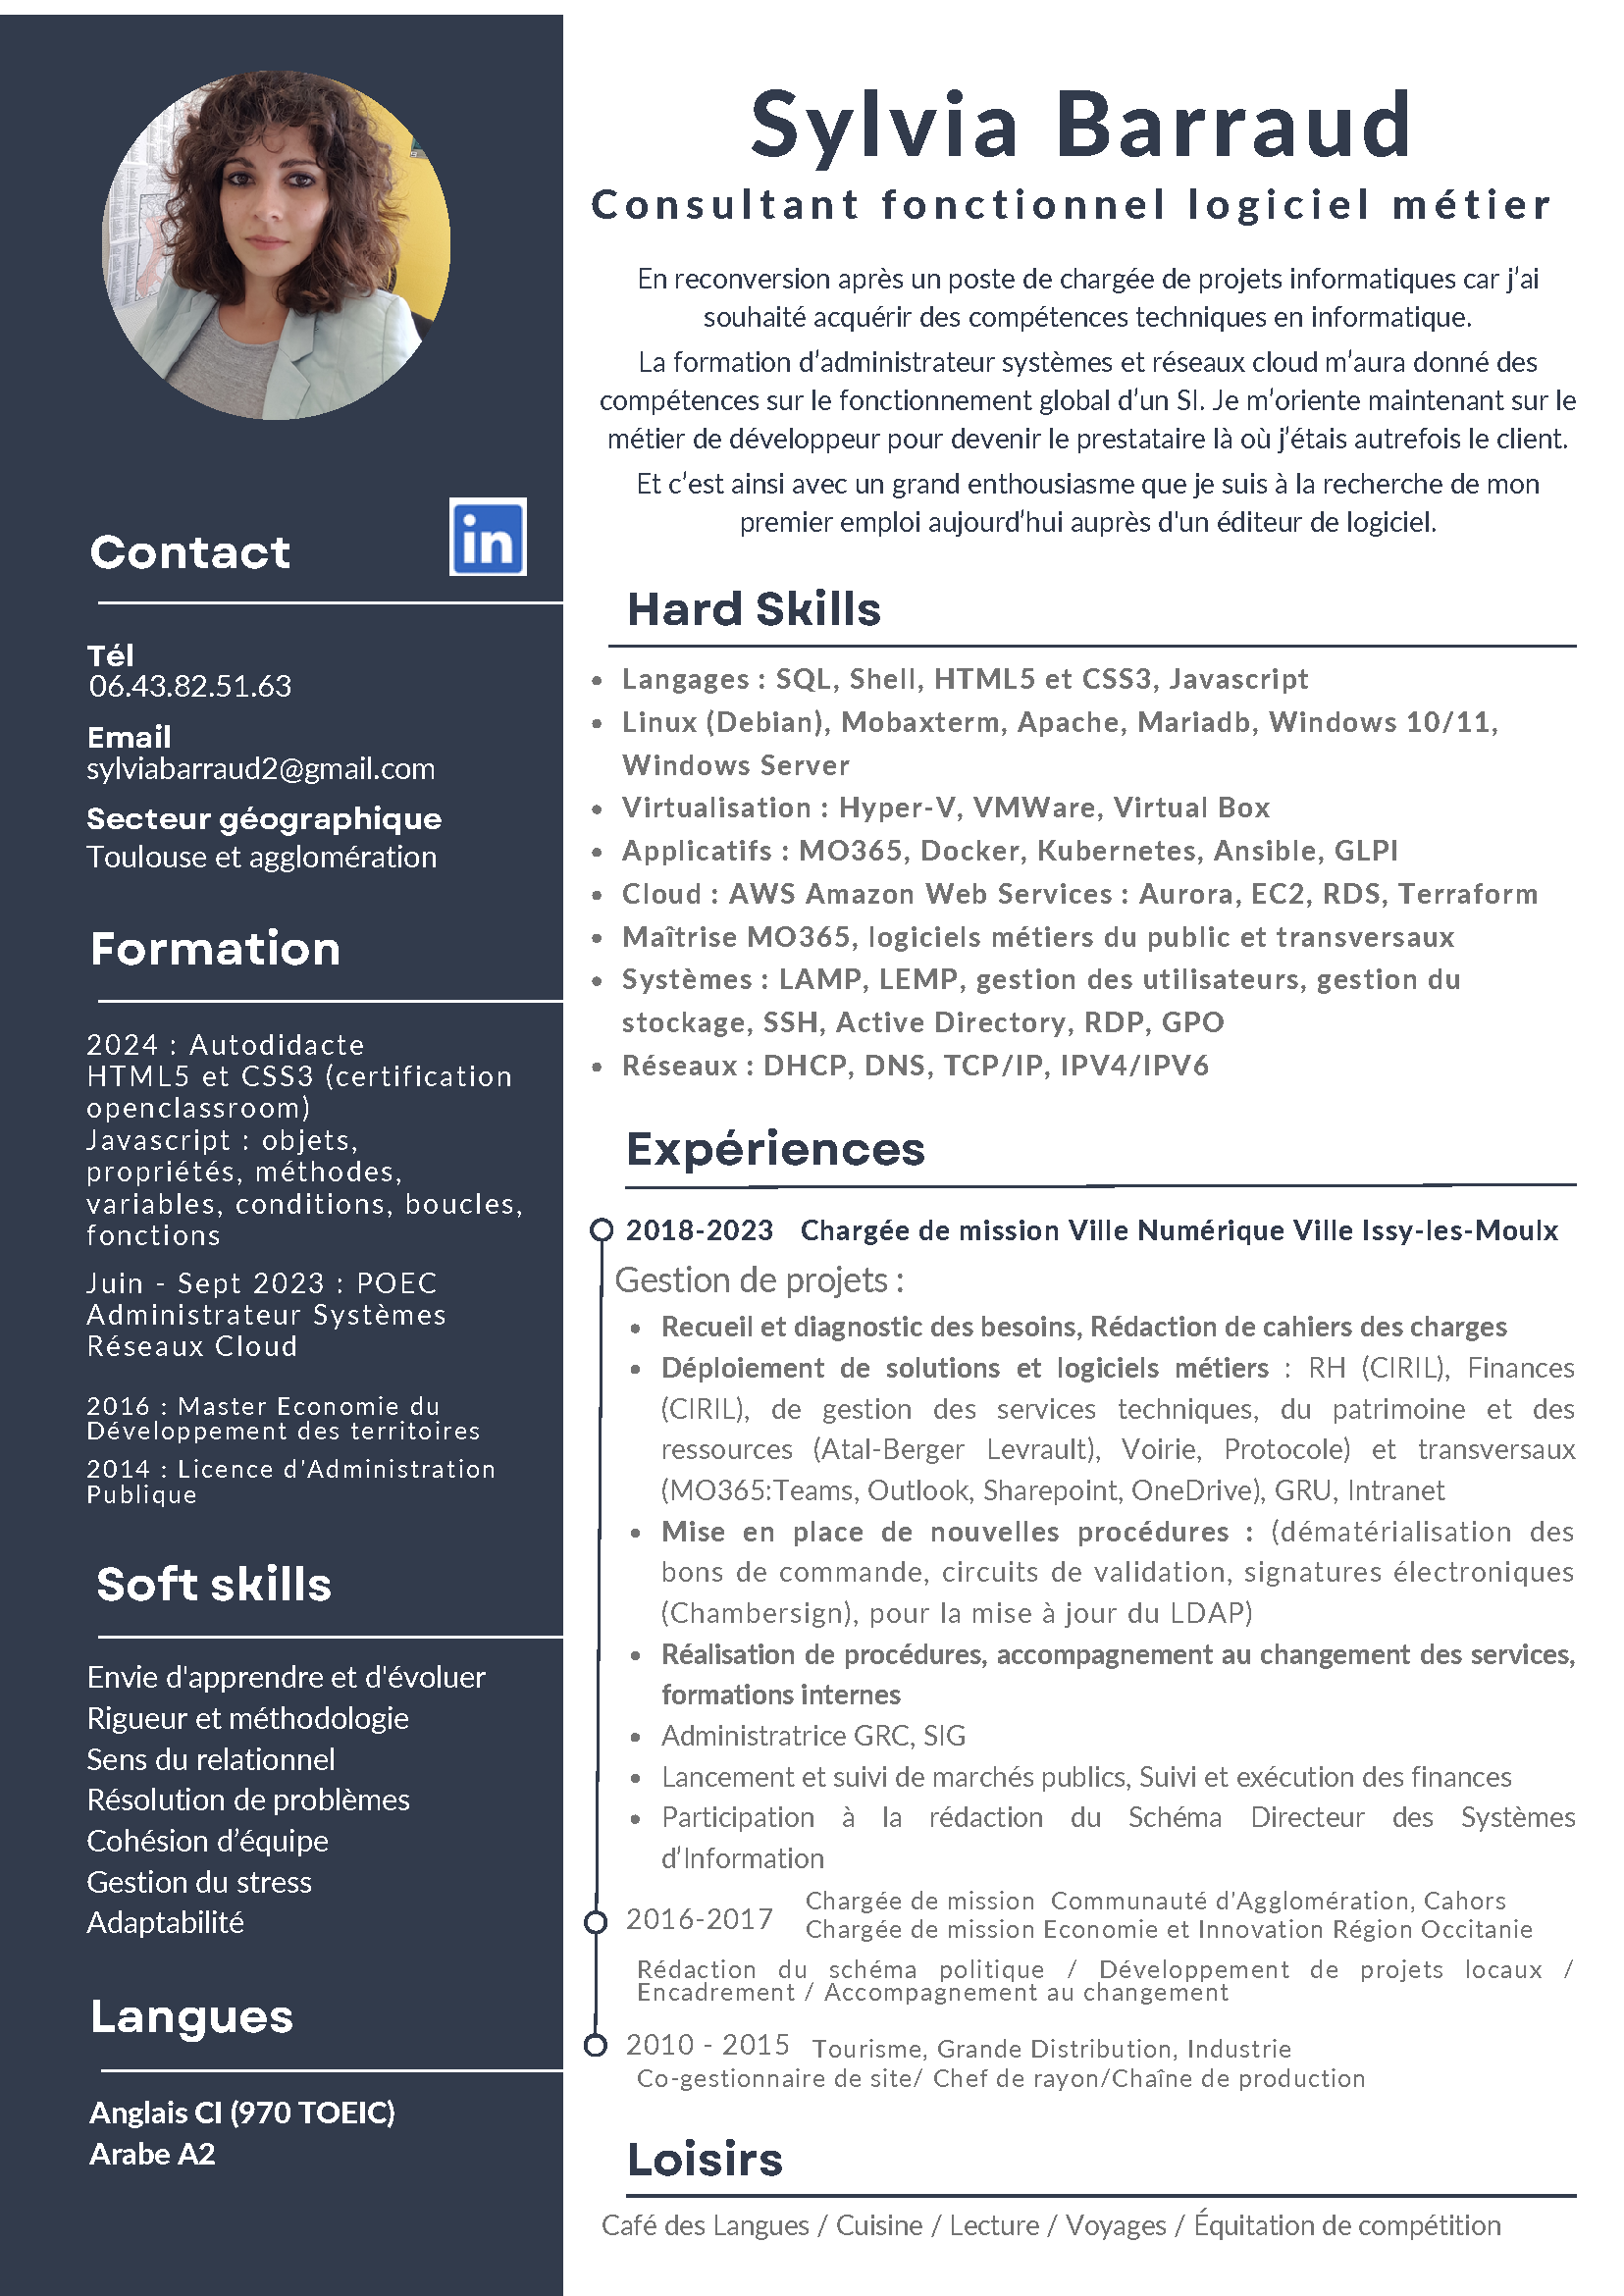 Sylvia Barraud
Consultant fonctionnel logiciel métier
En reconversion après un poste de chargée de projets informatiques car j'ai
souhaité acquérir des compétences techniques en informatique.
La formation d'administrateur systèmes et réseaux cloud m'aura donné des
compétences sur le fonctionnement global d'un SI. Je m'oriente maintenant sur le
métier de développeur pour devenir le prestataire là où j'étais autrefois le client.
Et c'est ainsi avec un grand enthousiasme que je suis à la recherche de mon
premier emploi aujourd'hui auprès d'un éditeur de logiciel.
Contact
in
Tél
06.43.82.51.63
Email
sylviabarraud2@gmail.com
Secteur géographique
Toulouse et agglomération
Formation
2024 : Autodidacte
HTML5 et CSS3 (certification
openclassroom)
Javascript : objets,
propriétés, méthodes,
variables, conditions, boucles,
fonctions
Juin - Sept 2023 : POEC
Administrateur Systèmes
Réseaux Cloud
2016 : Master Economie du
Développement des territoires
2014 : Licence d'Administration
Publique
Soft skills
Envie d'apprendre et d'évoluer
Rigueur et méthodologie
Sens du relationnel
Résolution de problèmes
Cohésion d'équipe
Gestion du stress
Adaptabilité
Langues
Anglais CI (970 TOEIC)
Arabe A2
Hard Skills
• Langages : SQL, Shell, HTML5 et CSS3, Javascript
• Linux (Debian), Mobaxterm, Apache, Mariadb, Windows 10/11,
Windows Server
• Virtualisation : Hyper-V, VMWare, Virtual Box
• Applicatifs : MO365, Docker, Kubernetes, Ansible, GLPI
• Cloud : AWS Amazon Web Services : Aurora, EC2, RDS, Terraform
• Maîtrise MO365, logiciels métiers du public et transversaux
• Systèmes : LAMP, LEMP, gestion des utilisateurs, gestion du
stockage, SSH, Active Directory, RDP, GPO
• Réseaux : DHCP, DNS, TCP/IP, IPV4/IPV6
Expériences
2018-2023 Chargée de mission Ville Numérique Ville Issy-les-Moulx
Gestion de projets :
• Recueil et diagnostic des besoins, Rédaction de cahiers des charges
• Déploiement de solutions et logiciels métiers : RH (CIRIL), Finances
(CIRIL), de gestion des services techniques, du patrimoine et des
ressources (Atal-Berger Levrault), Voirie, Protocole) et transversaux
(MO365:Teams, Outlook, Sharepoint, OneDrive), GRU, Intranet
• Mise en place de nouvelles procédures : (dématérialisation des
bons de commande, circuits de validation, signatures électroniques
(Chambersign), pour la mise à jour du LDAP)
• Réalisation de procédures, accompagnement au changement des services,
formations internes
• Administratrice GRC, SIG
• Lancement et suivi de marchés publics, Suivi et exécution des finances
• Participation à la rédaction du Schéma Directeur des Systèmes
d'Information
2016-2017 Chargée de mission Communauté d'Agglomération, Cahors
Chargée de mission Economie et Innovation Région Occitanie
Rédaction du schéma politique / Développement de projets locaux /
Encadrement / Accompagnement au changement
2010 - 2015 Tourisme, Grande Distribution, Industrie
Co-gestionnaire de site/ Chef de rayon/Chaîne de production
Loisirs
Café des Langues / Cuisine / Lecture / Voyages / Équitation de compétition